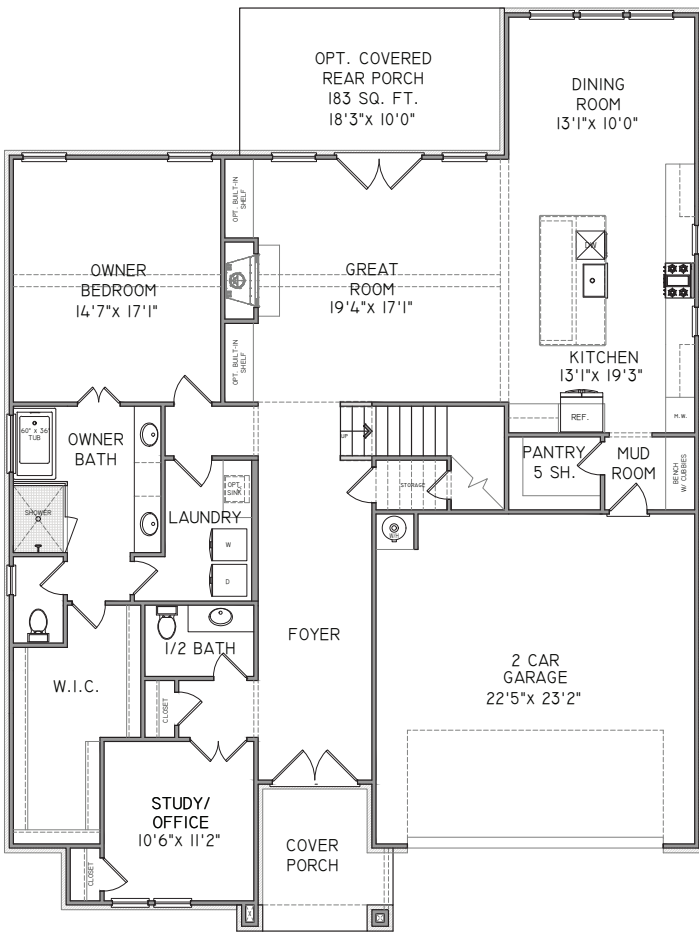 OPT. COVERED
REAR PORCH
183 SQ. FT.
18'3"x 10'0"
DINING
ROOM
13'1"x 10'0"
OPT. BUILT-IN
SHELF
OWNER
BEDROOM
14'7"x 17'1"
GREAT
ROOM
19'4"x 17'1"
DW
OPT. BUILT-IN
SHELF
KITCHEN
13'1"x 19'3"
REF.
M.W.
60" x 36"
TUB
OWNER
BATH
UP
PANTRY
5 SH.
MUD
ROOM
BENCH
W/ CUBBIES
STORAGE
OPT.
SINK
LAUNDRY
SHOWER
W
D
W/H
FOYER
1/2 BATH
2 CAR
GARAGE
22'5"x 23'2"
W.I.C.
CLOSET
STUDY/
OFFICE
10'6"x 11'2"
COVER
PORCH
CLOSET